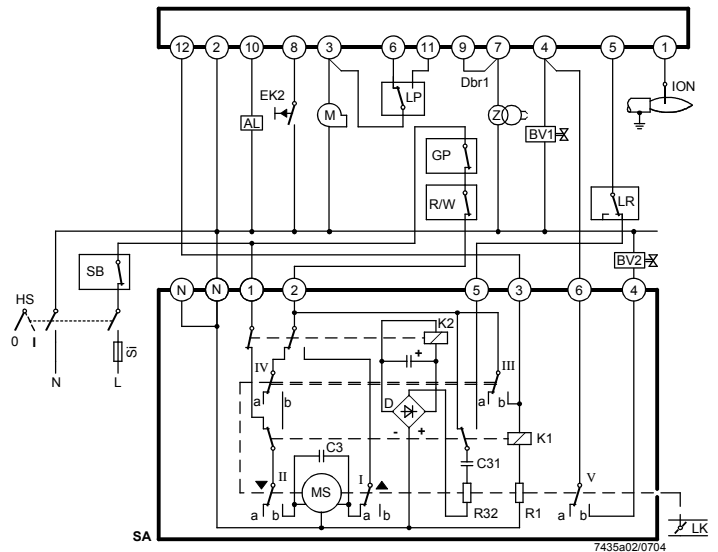 12 2 10 8 3 6 11 9 7 4 5 1
Dbr1
ION
EK2
LP
AL
M
Z
BV1
GP
R/W
LR
SB
BV2
HS
N N 1 2 5 3 6 4
0 I
Si
K2
+
N L
IV
III
a b
D
a b
- +
K1
C3
C31
II
I
V
MS
a b
a b
R32
R1
a b
LK
SA
7435a02/0704